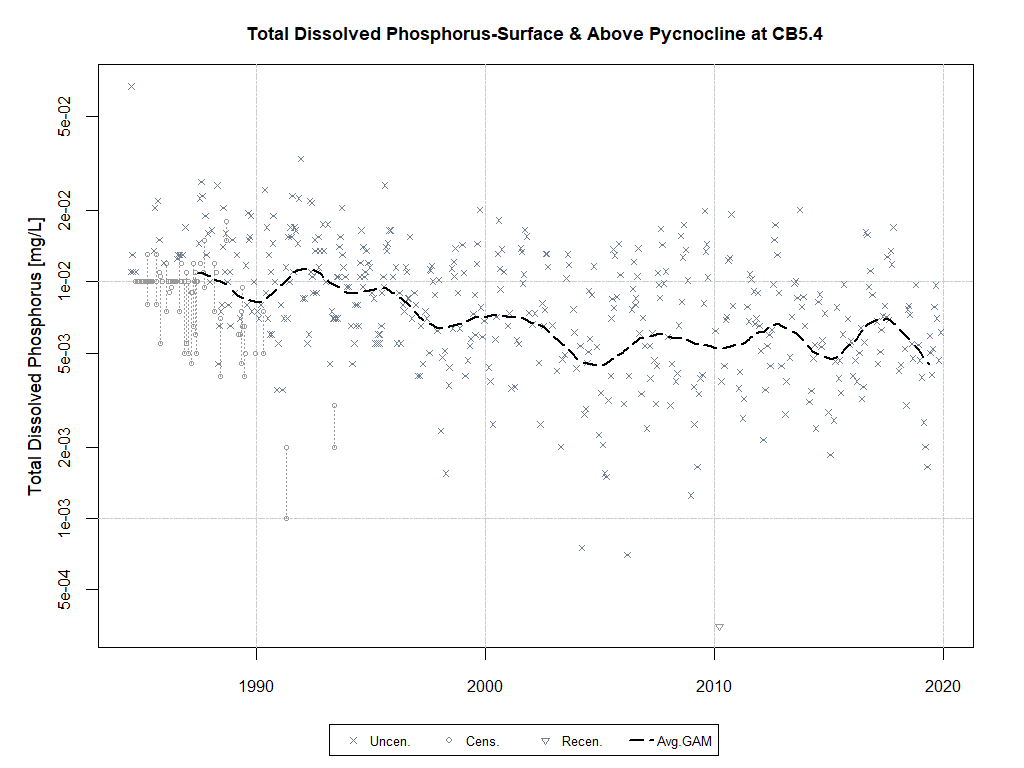 Total Dissolved Phosphorus-Surface & Above Pycnocline at CB5.4
Total Dissolved Phosphorus [mg/L]
5e-02
2e-02
1e-02
5e-03
2e-03
1e-03
5e-04
1990 2000 2010 2020
Uncen. Cens. Recen. Avg.GAM